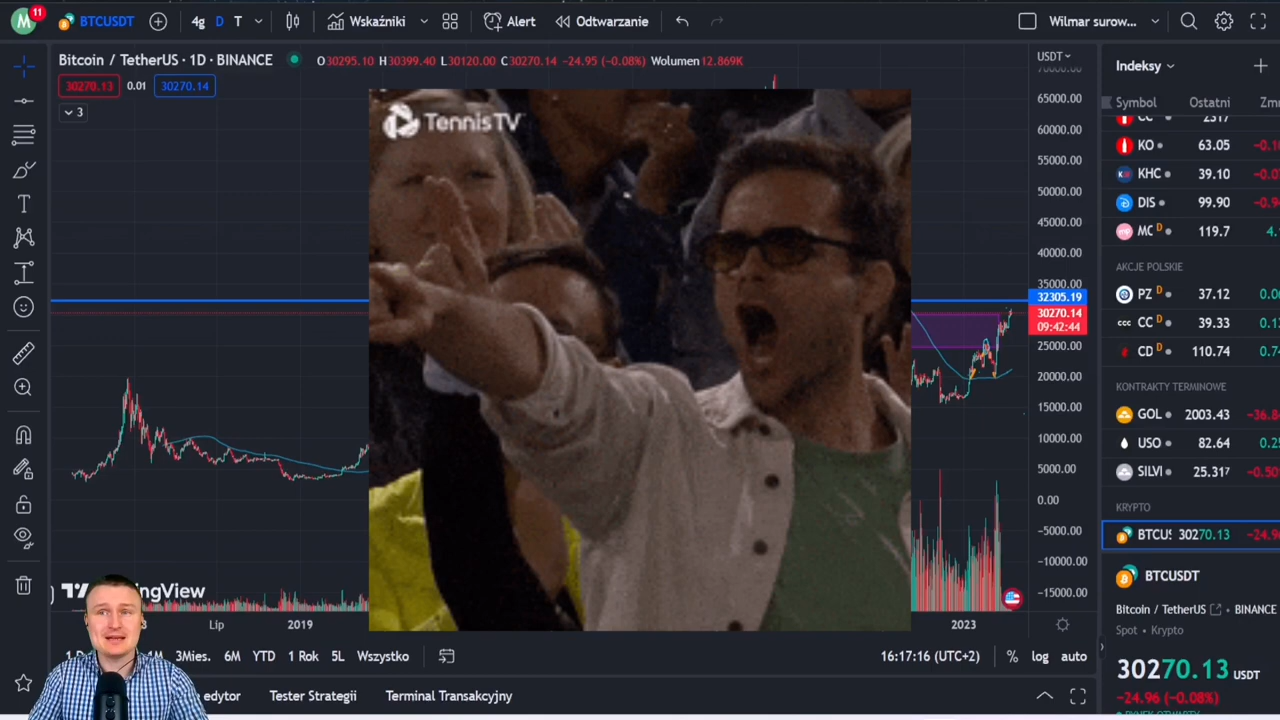 M
11
BTCUSDT
4g
D
T
Wskaźniki
Alert
Odtwarzanie
Wilmar surow...
Bitcoin / TetherUS · 1D · BINANCE
O30295.10 H30399.40 L30120.00 C30270.14 −24.95 (−0.08%) Wolumen 12.869K
30270.13
0.01
30270.14
3
TennisTV
USDT
70000.00
65000.00
60000.00
55000.00
50000.00
45000.00
40000.00
35000.00
32305.19
30270.14
09:42:44
25000.00
20000.00
15000.00
10000.00
5000.00
0.00
−5000.00
−10000.00
−15000.00
Lip
2019
2023
1M
3Mies.
6M
YTD
1 Rok
5L
Wszystko
16:17:16 (UTC+2)
%
log
auto
edytor
Tester Strategii
Terminal Transakcyjny
Indeksy
Symbol
Ostatni
KO
63.05
KHC
39.10
DIS
99.90
MC D
119.7
AKCJE POLSKIE
PZ D
37.12
CC D
39.33
CD D
110.74
KONTRAKTY TERMINOWE
GOL
2003.43
USO
82.64
SILVI
25.317
KRYPTO
30270.13
BTCUSDT
Bitcoin / TetherUS
BINANCE
Spot • Krypto
30270.13 USDT
−24.96 (−0.08%)